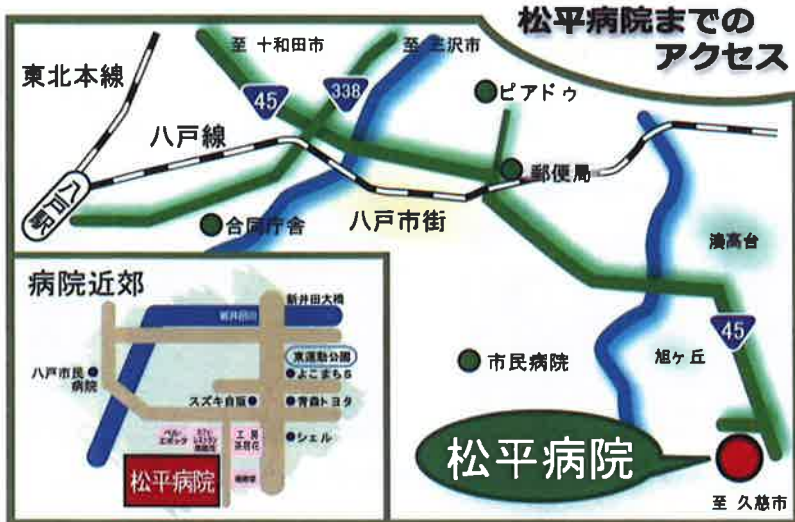 松平病院までの
アクセス
至 十和田市
至 三沢市
東北本線
45
338
ピアドゥ
八戸線
郵便局
八戸駅
合同庁舎
八戸市街
湊高台
45
市民病院
旭ヶ丘
松平病院
至 久慈市
病院近郊
新井田大橋
新井田川
東運動公園
八戸市民
病院
よこまち6
スズキ自販
青森トヨタ
シェル
工房
松平病院